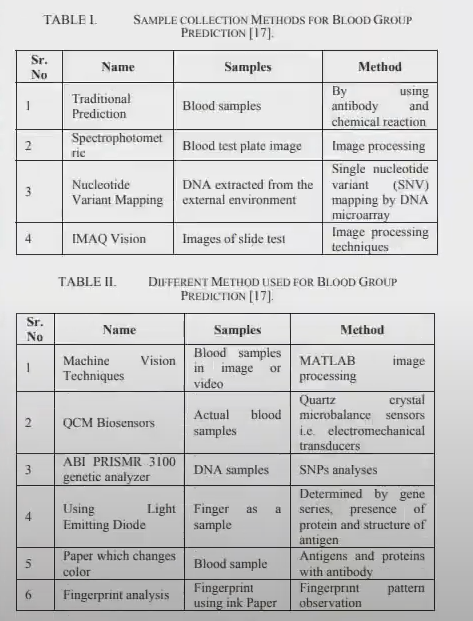 TABLE I. SAMPLE COLLECTION METHODS FOR BLOOD GROUP
PREDICTION [17].
Sr. No | Name | Samples | Method
1 | Traditional Prediction | Blood samples | By using antibody and chemical reaction
2 | Spectrophotomet ric | Blood test plate image | Image processing
3 | Nucleotide Variant Mapping | DNA extracted from the external environment | Single nucleotide variant (SNV) mapping by DNA microarray
4 | IMAQ Vision | Images of slide test | Image processing techniques
TABLE II. DIFFERENT METHOD USED FOR BLOOD GROUP
PREDICTION [17].
Sr. No | Name | Samples | Method
1 | Machine Vision Techniques | Blood samples in image or video | MATLAB image processing
2 | QCM Biosensors | Actual blood samples | Quartz crystal microbalance sensors i.e. electromechanical transducers
3 | ABI PRISMR 3100 genetic analyzer | DNA samples | SNPs analyses
4 | Using Light Emitting Diode | Finger as a sample | Determined by gene series, presence of protein and structure of antigen
5 | Paper which changes color | Blood sample | Antigens and proteins with antibody
6 | Fingerprint analysis | Fingerprint using ink Paper | Fingerprint pattern observation